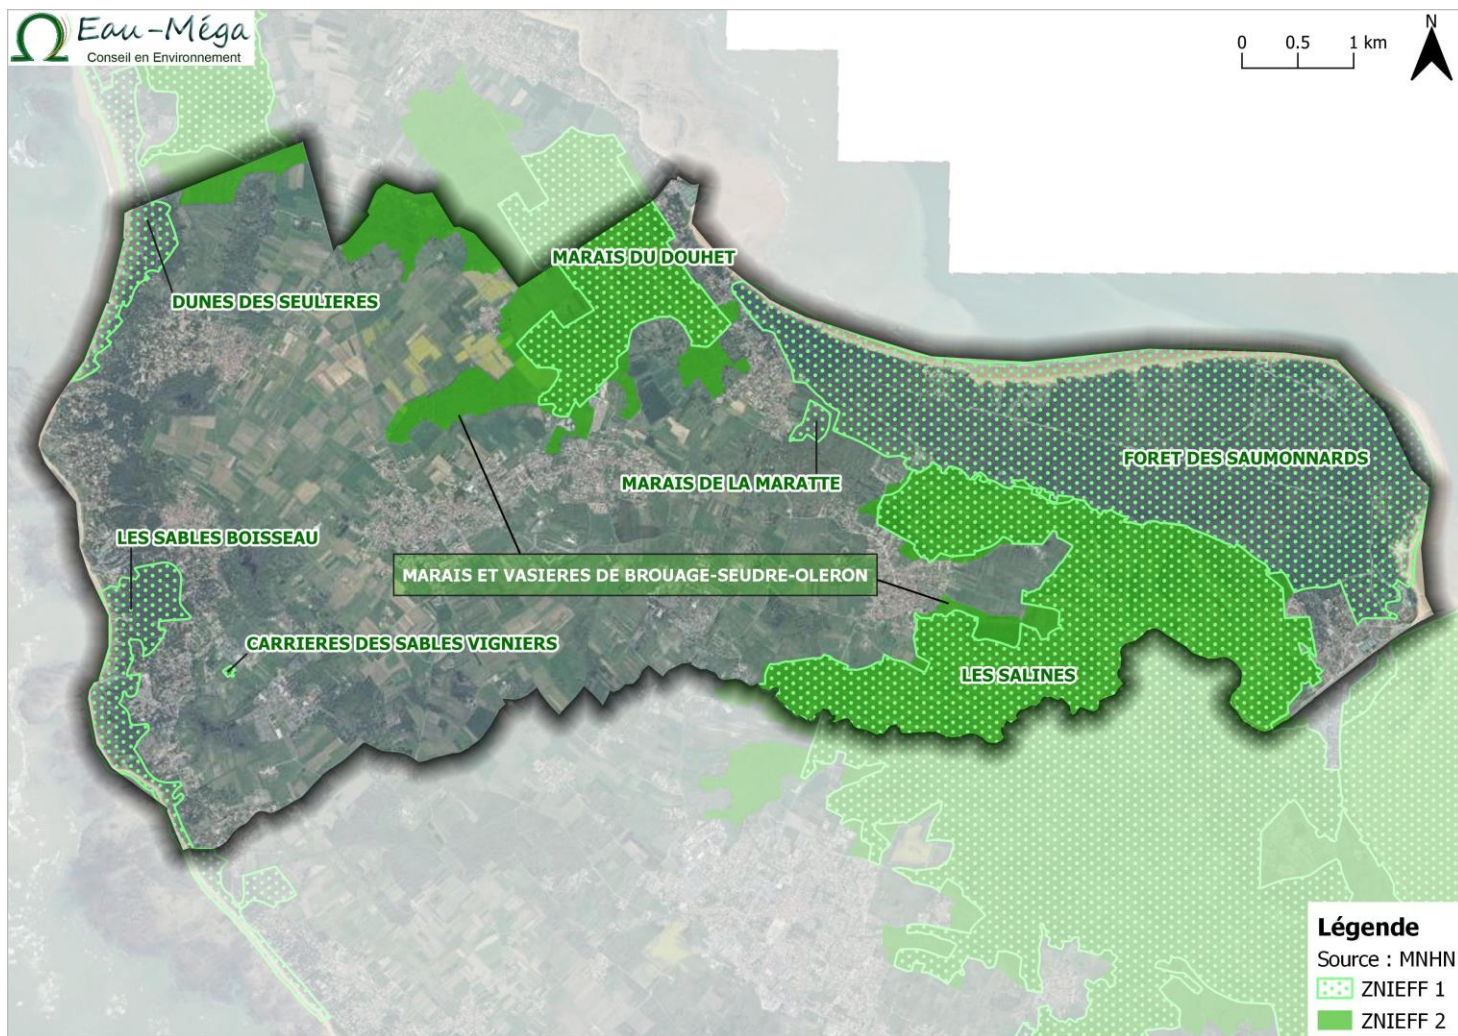 Eau-Méga
Conseil en Environnement
0 0.5 1 km
N
MARAIS DU DOUHET
DUNES DES SEULIERES
FORET DES SAUMONNARDS
MARAIS DE LA MARATTE
LES SABLES BOISSEAU
MARAIS ET VASIERES DE BROUAGE-SEUDRE-OLERON
CARRIERES DES SABLES VIGNIERS
LES SALINES
Légende
Source : MNHN
ZNIEFF 1
ZNIEFF 2